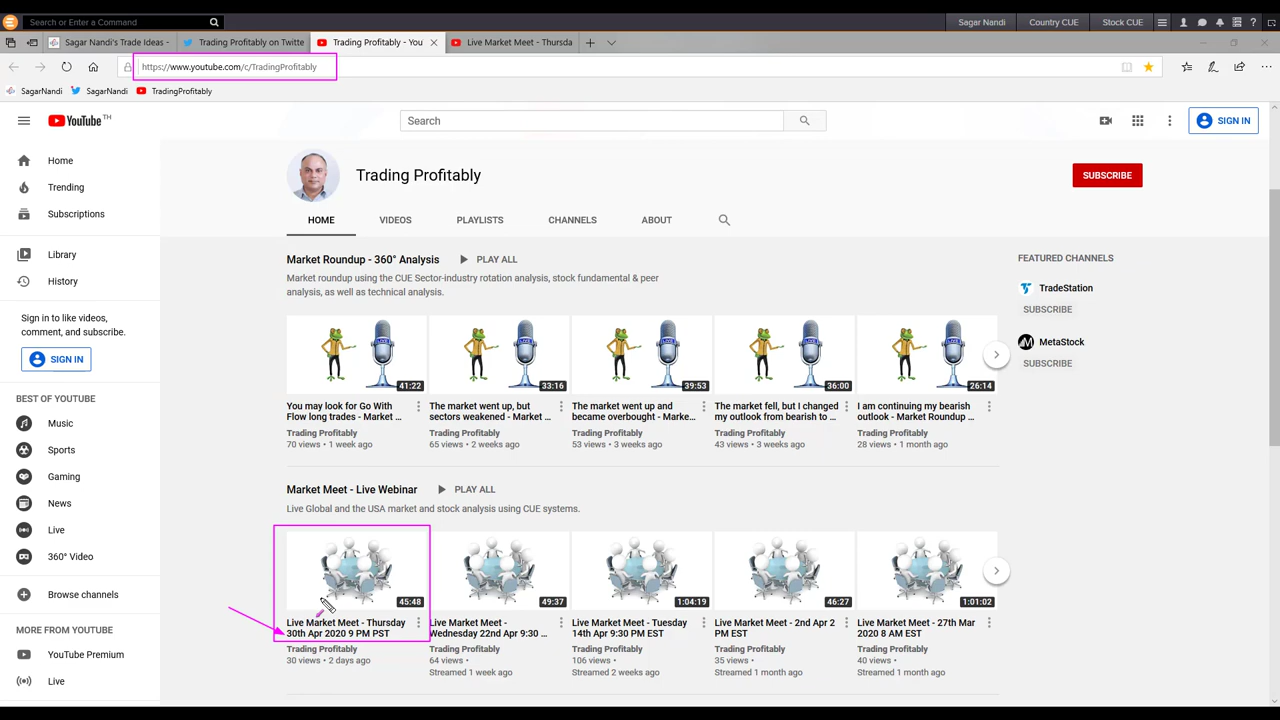 Search or Enter a Command
Sagar Nandi
Country CUE
Stock CUE
Sagar Nandi's Trade Ideas -
Trading Profitably on Twitte
Trading Profitably - You
Live Market Meet - Thursda
https://www.youtube.com/c/TradingProfitably
SagarNandi
SagarNandi
TradingProfitably
YouTube TH
Search
SIGN IN
Home
Trending
Subscriptions
Library
History
Sign in to like videos,
comment, and subscribe.
SIGN IN
BEST OF YOUTUBE
Music
Sports
Gaming
News
Live
360° Video
Browse channels
MORE FROM YOUTUBE
YouTube Premium
Live
Trading Profitably
SUBSCRIBE
HOME
VIDEOS
PLAYLISTS
CHANNELS
ABOUT
Market Roundup - 360° Analysis
PLAY ALL
Market roundup using the CUE Sector-industry rotation analysis, stock fundamental & peer
analysis, as well as technical analysis.
LIVE
41:22
You may look for Go With
Flow long trades - Market ...
Trading Profitably
70 views • 1 week ago
LIVE
33:16
The market went up, but
sectors weakened - Market ...
Trading Profitably
65 views • 2 weeks ago
LIVE
39:53
The market went up and
became overbought - Marke...
Trading Profitably
53 views • 3 weeks ago
LIVE
36:00
The market fell, but I changed
my outlook from bearish to ...
Trading Profitably
43 views • 3 weeks ago
LIVE
26:14
I am continuing my bearish
outlook - Market Roundup ...
Trading Profitably
28 views • 1 month ago
Market Meet - Live Webinar
PLAY ALL
Live Global and the USA market and stock analysis using CUE systems.
45:48
Live Market Meet - Thursday
30th Apr 2020 9 PM PST
Trading Profitably
30 views • 2 days ago
49:37
Live Market Meet -
Wednesday 22nd Apr 9:30 ...
Trading Profitably
64 views •
Streamed 1 week ago
1:04:19
Live Market Meet - Tuesday
14th Apr 9:30 PM EST
Trading Profitably
106 views •
Streamed 2 weeks ago
46:27
Live Market Meet - 2nd Apr 2
PM EST
Trading Profitably
35 views •
Streamed 1 month ago
1:01:02
Live Market Meet - 27th Mar
2020 8 AM EST
Trading Profitably
40 views •
Streamed 1 month ago
FEATURED CHANNELS
TradeStation
SUBSCRIBE
MetaStock
SUBSCRIBE